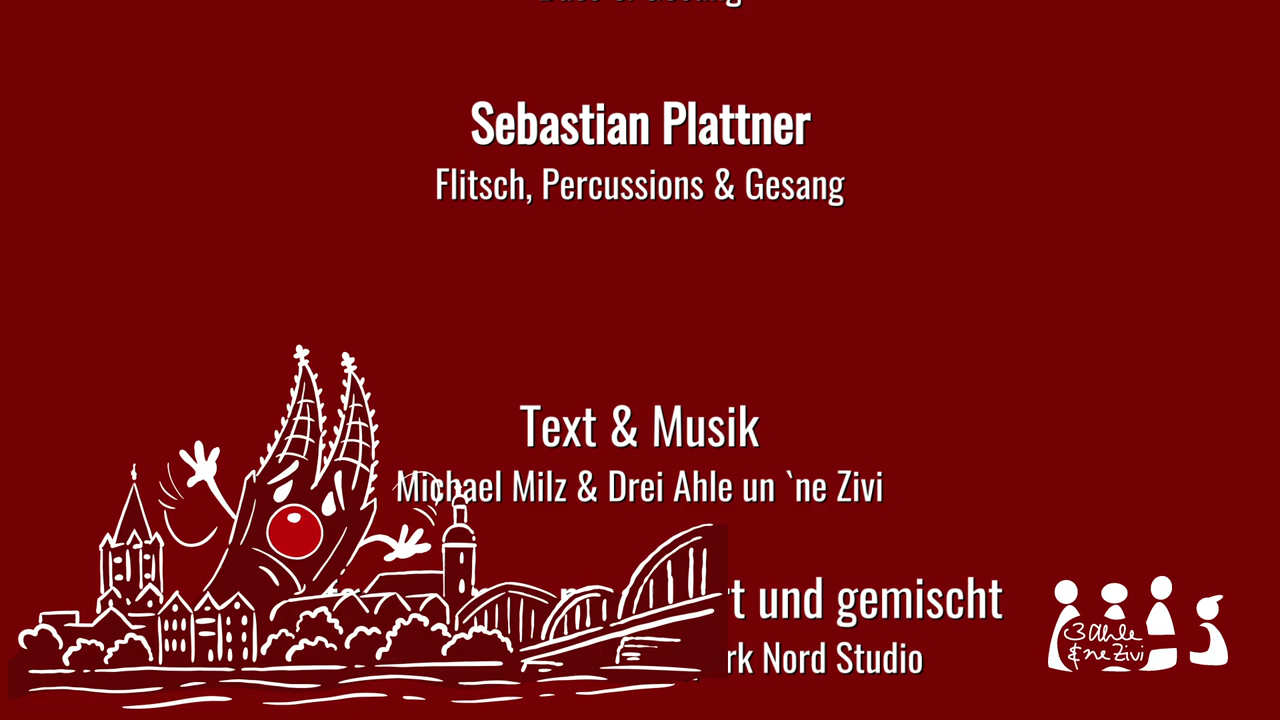 Sebastian Plattner
Flitsch, Percussions & Gesang
Text & Musik
Michael Milz & Drei Ahle un `ne Zivi
und gemischt
Nord Studio
3 Ahle
& 'ne Zivi